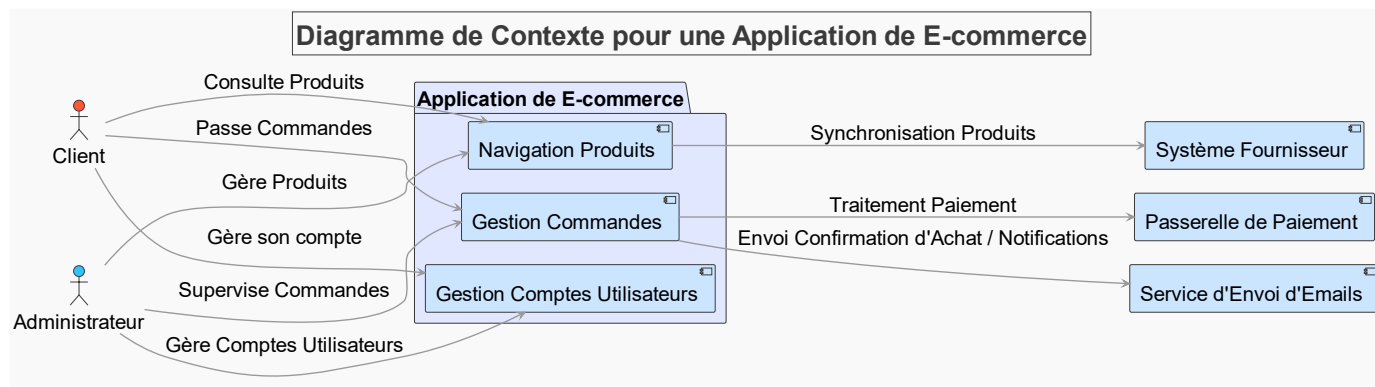 Diagramme de Contexte pour une Application de E-commerce
Consulte Produits
Application de E-commerce
Passe Commandes
Synchronisation Produits
Client
Navigation Produits
Système Fournisseur
Gère Produits
Traitement Paiement
Gestion Commandes
Passerelle de Paiement
Gère son compte
Envoi Confirmation d'Achat / Notifications
Supervise Commandes
Gestion Comptes Utilisateurs
Service d'Envoi d'Emails
Administrateur
Gère Comptes Utilisateurs